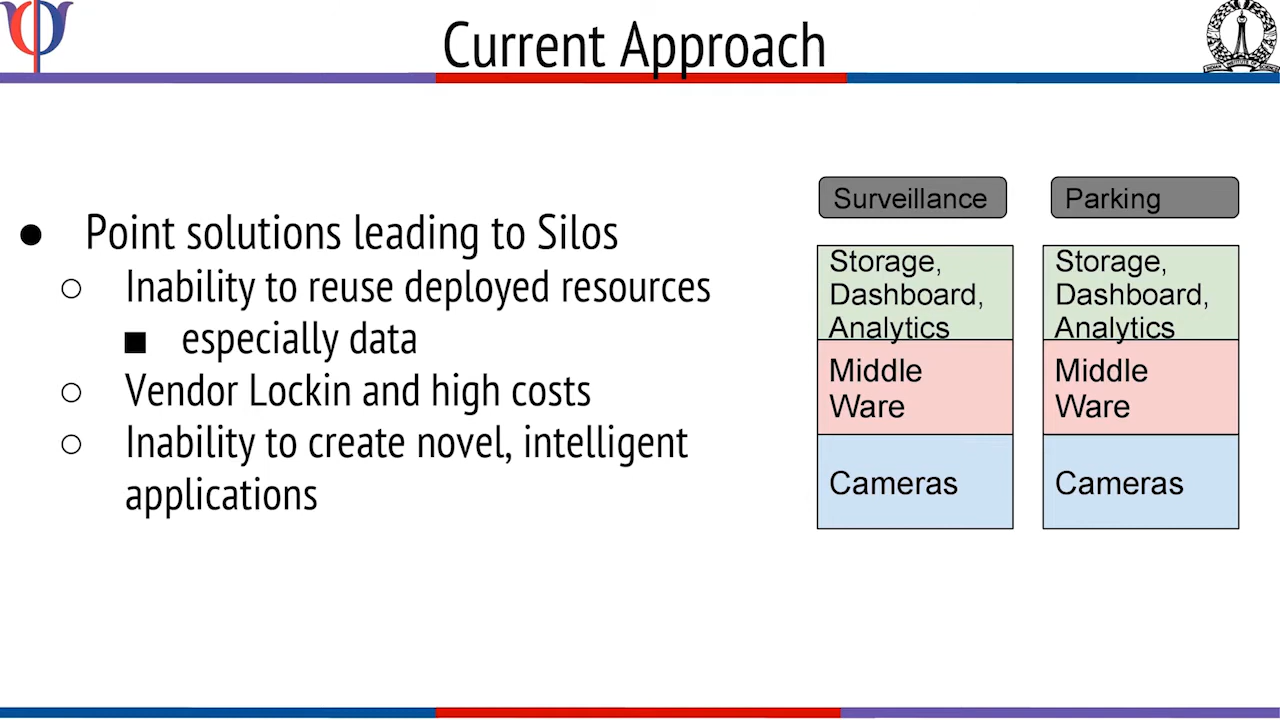 Current Approach
● Point solutions leading to Silos
○ Inability to reuse deployed resources
■ especially data
○ Vendor Lockin and high costs
○ Inability to create novel, intelligent
applications
Surveillance
Storage,
Dashboard,
Analytics
Middle
Ware
Cameras
Parking
Storage,
Dashboard,
Analytics
Middle
Ware
Cameras